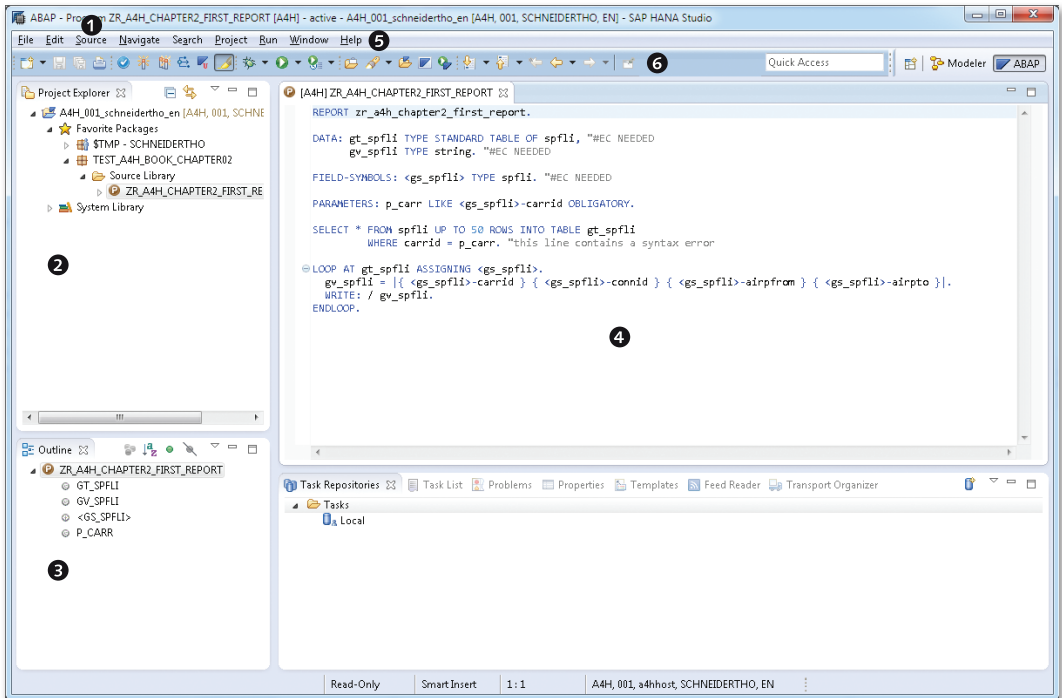 ABAP - Program ZR_A4H_CHAPTER2_FIRST_REPORT [A4H] - active - A4H_001_schneidertho_en [A4H, 001, SCHNEIDERTHO, EN] - SAP HANA Studio
1
File Edit Source Navigate Search Project Run Window Help 5
6 Quick Access Modeler ABAP
Project Explorer
A4H_001_schneidertho_en [A4H, 001, SCHNE
Favorite Packages
$TMP - SCHNEIDERTHO
TEST_A4H_BOOK_CHAPTER02
Source Library
ZR_A4H_CHAPTER2_FIRST_RE
System Library
2
[A4H] ZR_A4H_CHAPTER2_FIRST_REPORT
REPORT zr_a4h_chapter2_first_report.
DATA: gt_spfli TYPE STANDARD TABLE OF spfli, "#EC NEEDED
gv_spfli TYPE string. "#EC NEEDED
FIELD-SYMBOLS: <gs_spfli> TYPE spfli. "#EC NEEDED
PARAMETERS: p_carr LIKE <gs_spfli>-carrid OBLIGATORY.
SELECT * FROM spfli UP TO 50 ROWS INTO TABLE gt_spfli
WHERE carrid = p_carr. "this line contains a syntax error
LOOP AT gt_spfli ASSIGNING <gs_spfli>.
gv_spfli = |{ <gs_spfli>-carrid } { <gs_spfli>-connid } { <gs_spfli>-airpfrom } { <gs_spfli>-airpto }|.
WRITE: / gv_spfli.
ENDLOOP.
4
Outline
ZR_A4H_CHAPTER2_FIRST_REPORT
GT_SPFLI
GV_SPFLI
<GS_SPFLI>
P_CARR
3
Task Repositories Task List Problems Properties Templates Feed Reader Transport Organizer
Tasks
Local
Read-Only Smart Insert 1 : 1 A4H, 001, a4hhost, SCHNEIDERTHO, EN